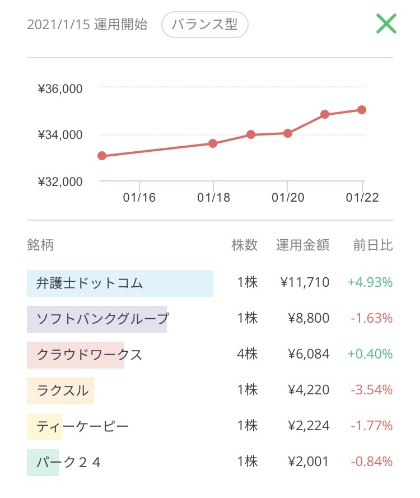 2021/1/15 運用開始 バランス型
¥36,000
¥34,000
¥32,000
01/16 01/18 01/20 01/22
銘柄 株数 運用金額 前日比
弁護士ドットコム 1株 ¥11,710 +4.93%
ソフトバンクグループ 1株 ¥8,800 -1.63%
クラウドワークス 4株 ¥6,084 +0.40%
ラクスル 1株 ¥4,220 -3.54%
ティーケーピー 1株 ¥2,224 -1.77%
パーク２４ 1株 ¥2,001 -0.84%